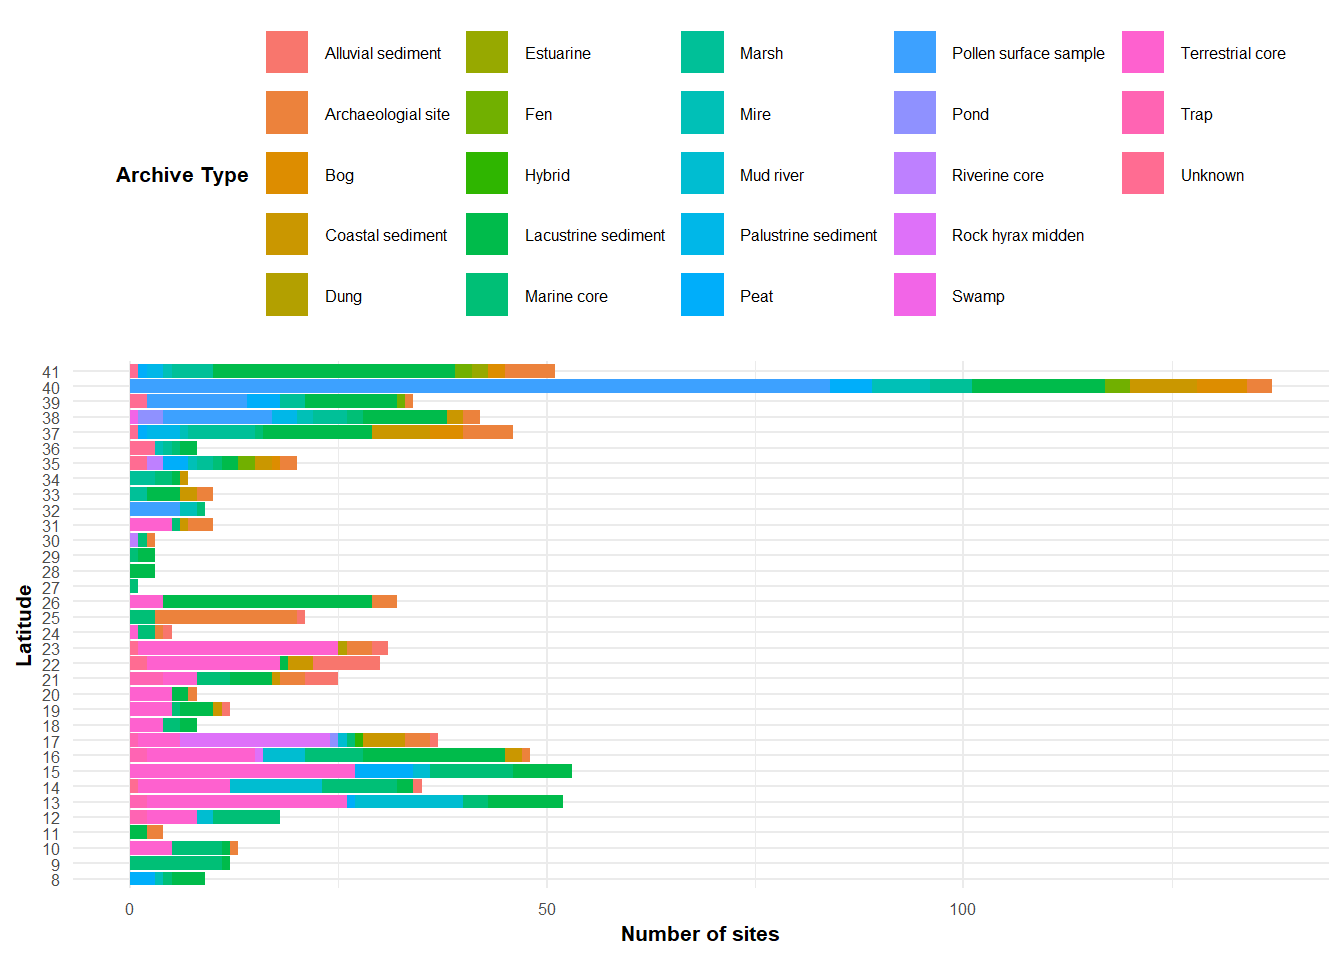 Archive Type
Alluvial sediment
Archaeologial site
Bog
Coastal sediment
Dung
Estuarine
Fen
Hybrid
Lacustrine sediment
Marine core
Marsh
Mire
Mud river
Palustrine sediment
Peat
Pollen surface sample
Pond
Riverine core
Rock hyrax midden
Swamp
Terrestrial core
Trap
Unknown
Latitude
41
40
39
38
37
36
35
34
33
32
31
30
29
28
27
26
25
24
23
22
21
20
19
18
17
16
15
14
13
12
11
10
9
8
0
50
100
Number of sites